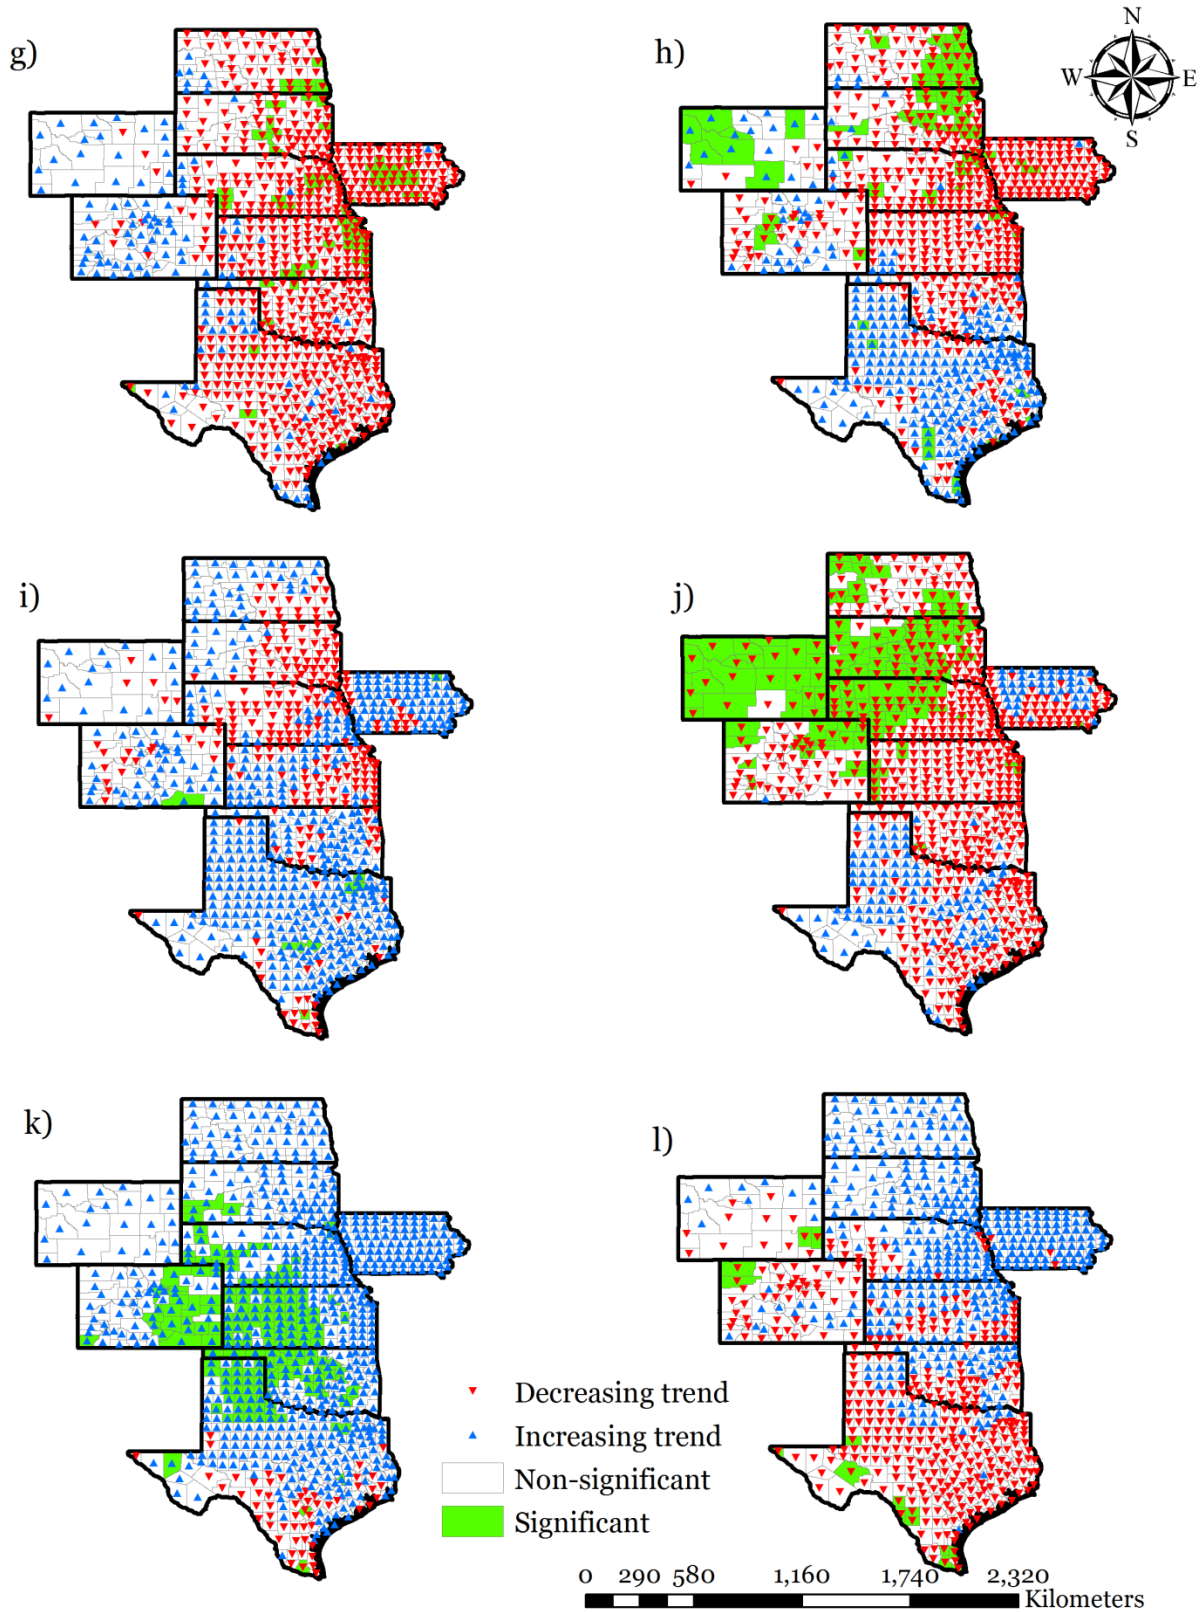 g)
h)
N
W
E
S
i)
j)
k)
l)
Decreasing trend
Increasing trend
Non-significant
Significant
0 290 580 1,160 1,740 2,320
Kilometers